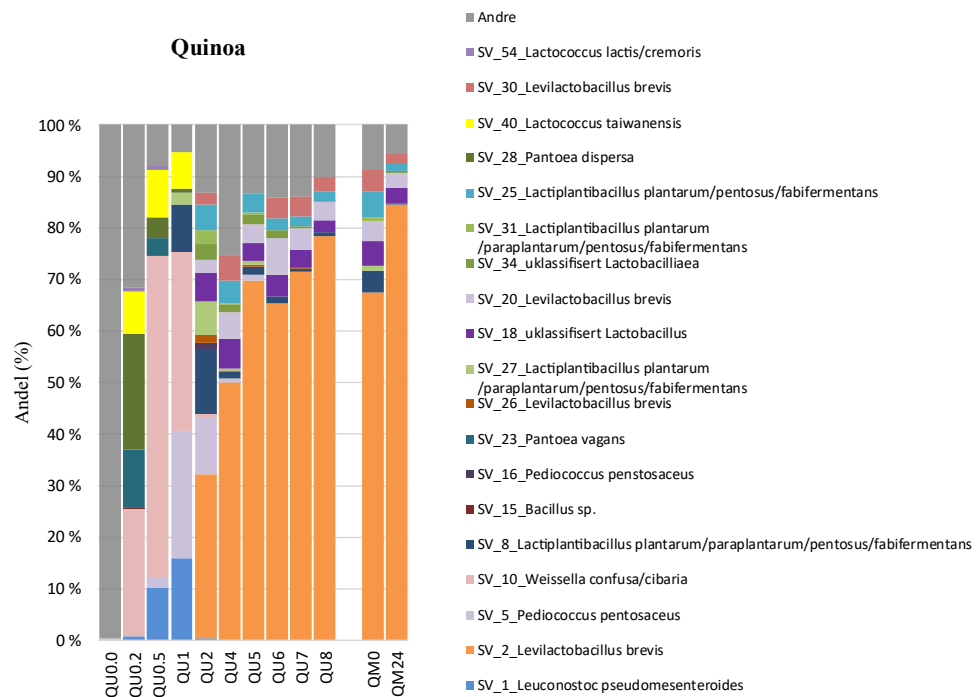 Quinoa
Andel (%)
100 %
90 %
80 %
70 %
60 %
50 %
40 %
30 %
20 %
10 %
0 %
QU0.0
QU0.2
QU0.5
QU1
QU2
QU4
QU5
QU6
QU7
QU8
QM0
QM24
Andre
SV_54_Lactococcus lactis/cremoris
SV_30_Levilactobacillus brevis
SV_40_Lactococcus taiwanensis
SV_28_Pantoea dispersa
SV_25_Lactiplantibacillus plantarum/pentosus/fabifermentans
SV_31_Lactiplantibacillus plantarum
/paraplantarum/pentosus/fabifermentans
SV_34_uklassifisert Lactobacilliaea
SV_20_Levilactobacillus brevis
SV_18_uklassifisert Lactobacillus
SV_27_Lactiplantibacillus plantarum
/paraplantarum/pentosus/fabifermentans
SV_26_Levilactobacillus brevis
SV_23_Pantoea vagans
SV_16_Pediococcus penstosaceus
SV_15_Bacillus sp.
SV_8_Lactiplantibacillus plantarum/paraplantarum/pentosus/fabifermentans
SV_10_Weissella confusa/cibaria
SV_5_Pediococcus pentosaceus
SV_2_Levilactobacillus brevis
SV_1_Leuconostoc pseudomesenteroides